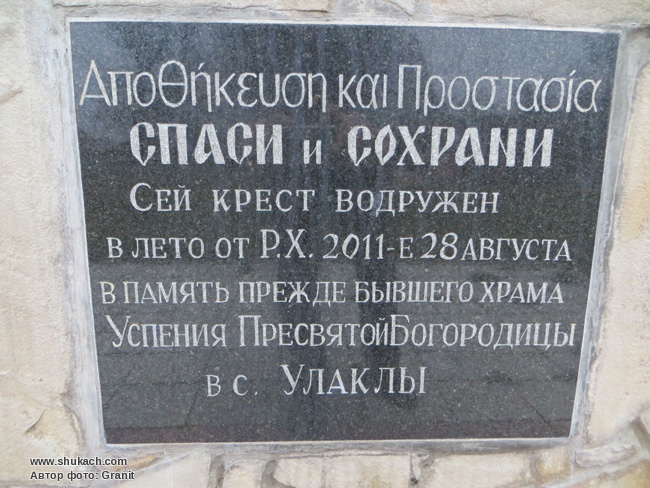 Αποθήκευση και Προστασία
СПАСИ и СОХРАНИ
СЕЙ КРЕСТ ВОДРУЖЕН
В ЛЕТО ОТ Р.Х. 2011-Е 28 АВГУСТА
В ПАМЯТЬ ПРЕЖДЕ БЫВШЕГО ХРАМА
УСПЕНИЯ ПРЕСВЯТОЙ БОГОРОДИЦЫ
В С. УЛАКЛЫ
www.shukach.com
Автор фото: Granit